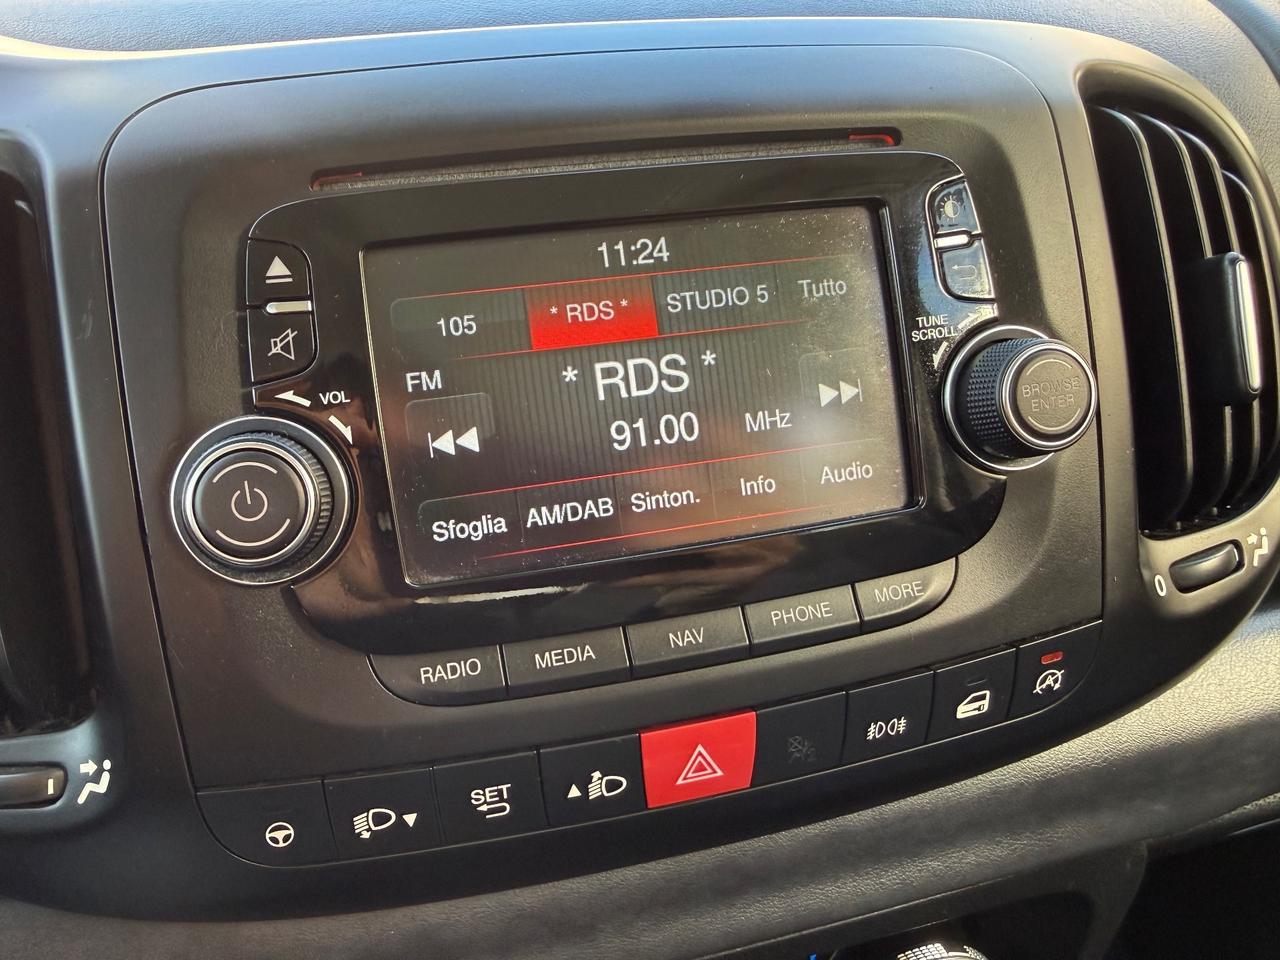 11:24
105
* RDS *
STUDIO 5
Tutto
FM
* RDS *
91.00 MHz
Sfoglia
AM/DAB
Sinton.
Info
Audio
VOL
TUNE
SCROLL
BROWSE
ENTER
RADIO
MEDIA
NAV
PHONE
MORE
SET
A
0
I